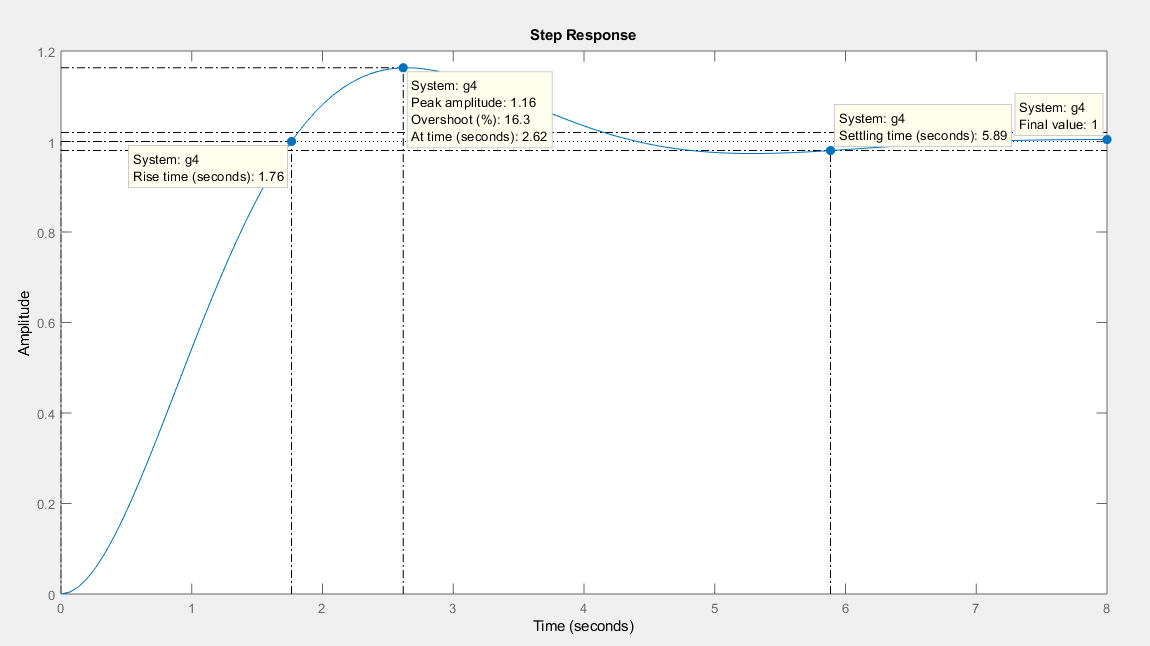 Step Response
System: g4
Peak amplitude: 1.16
Overshoot (%): 16.3
At time (seconds): 2.62
System: g4
Rise time (seconds): 1.76
System: g4
Settling time (seconds): 5.89
System: g4
Final value: 1
Amplitude
1.2
1
0.8
0.6
0.4
0.2
0
0 1 2 3 4 5 6 7 8
Time (seconds)